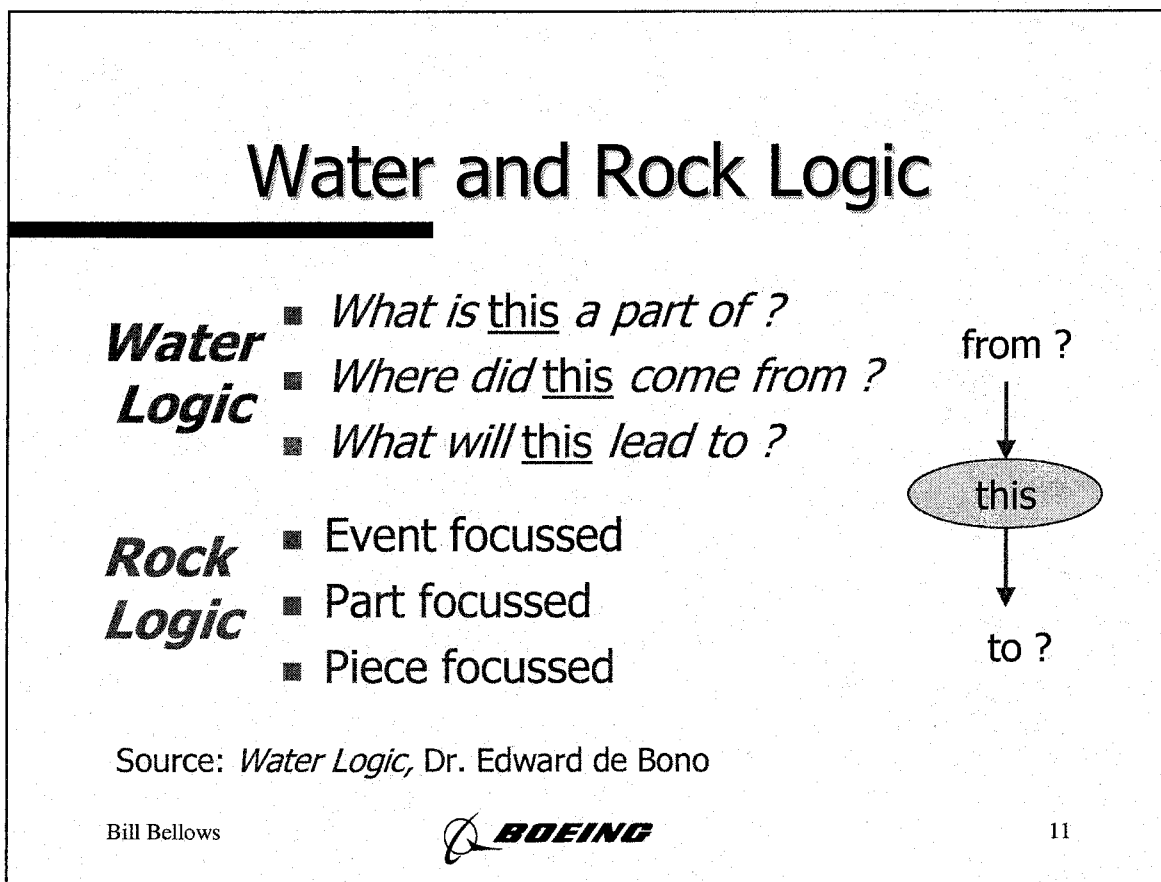 Water and Rock Logic
Water
Logic
What is this a part of ?
Where did this come from ?
What will this lead to ?
Rock
Logic
Event focussed
Part focussed
Piece focussed
from ?
this
to ?
Source: Water Logic, Dr. Edward de Bono
Bill Bellows
BOEING
11